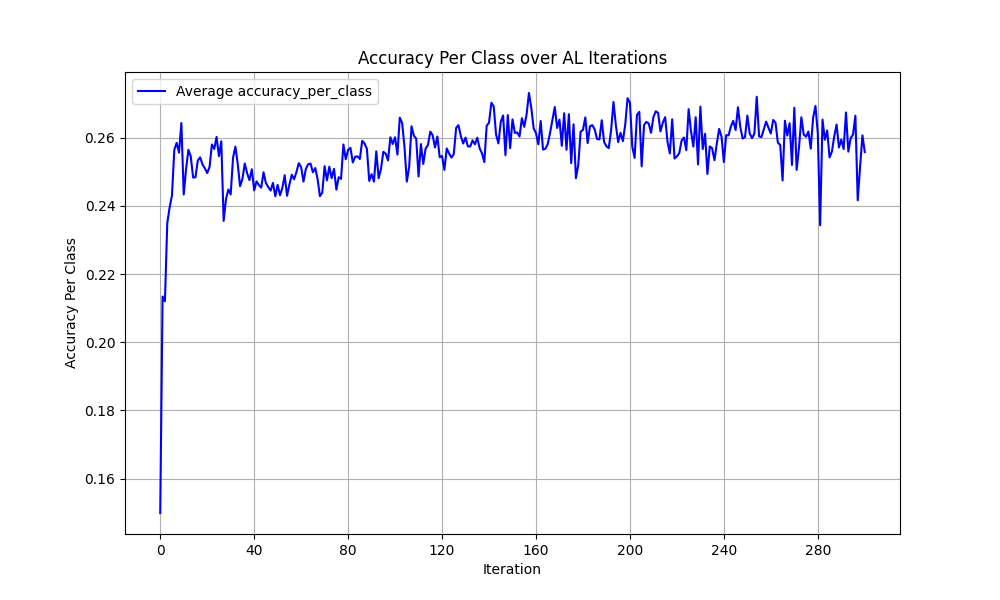 Accuracy Per Class over AL Iterations
Average accuracy_per_class
0.26
0.24
0.22
0.20
0.18
0.16
Accuracy Per Class
0 40 80 120 160 200 240 280
Iteration